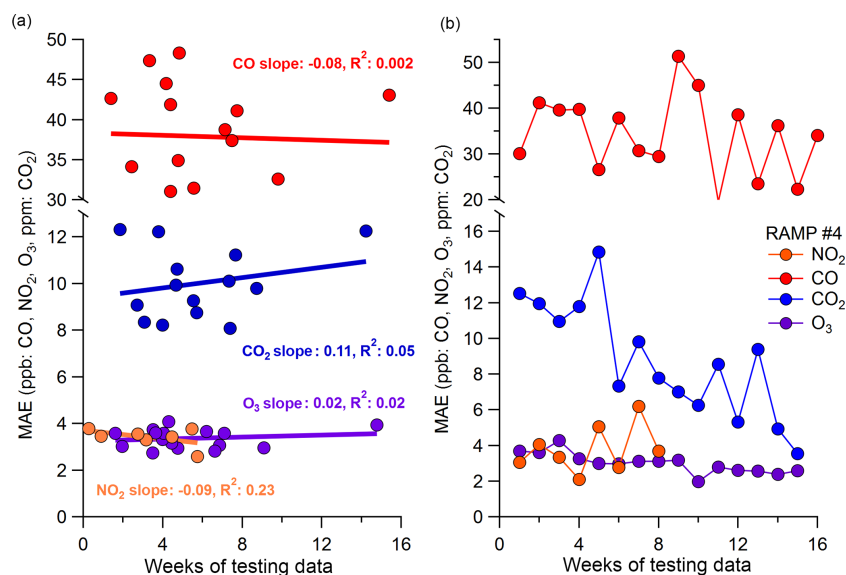 (a)
(b)
MAE (ppb: CO, NO₂, O₃, ppm: CO₂)
50
45
40
35
30
12
10
8
6
4
2
0
CO slope: -0.08, R²: 0.002
CO₂ slope: 0.11, R²: 0.05
O₃ slope: 0.02, R²: 0.02
NO₂ slope: -0.09, R²: 0.23
0 4 8 12 16
Weeks of testing data
MAE (ppb: CO, NO₂, O₃, ppm: CO₂)
50
40
30
20
16
14
12
10
8
6
4
2
0
RAMP #4
NO₂
CO
CO₂
O₃
0 4 8 12 16
Weeks of testing data